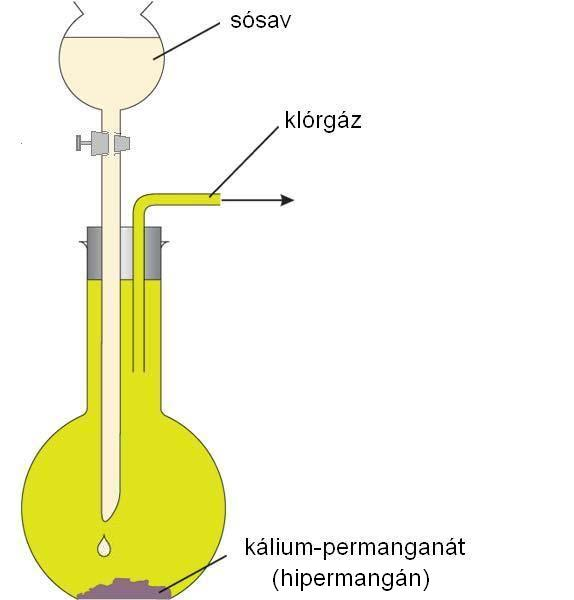 sósav
klórgáz
kálium-permanganát
(hipermangán)